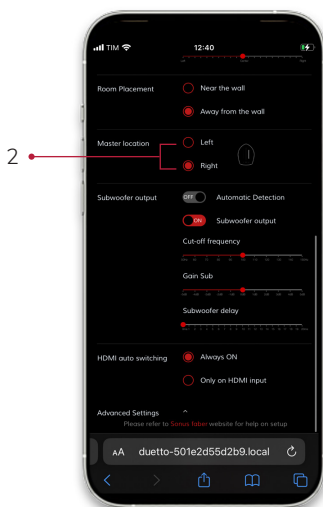 TIM
12:40
Room Placement
Near the wall
Away from the wall
2
Master location
Left
Right
Subwoofer output
OFF
Automatic Detection
ON
Subwoofer output
Cut-off frequency
Gain Sub
Subwoofer delay
HDMI auto switching
Always ON
Only on HDMI input
Advanced Settings
Please refer to Sonus faber website for help on setup
AA duetto-501e2d55d2b9.local